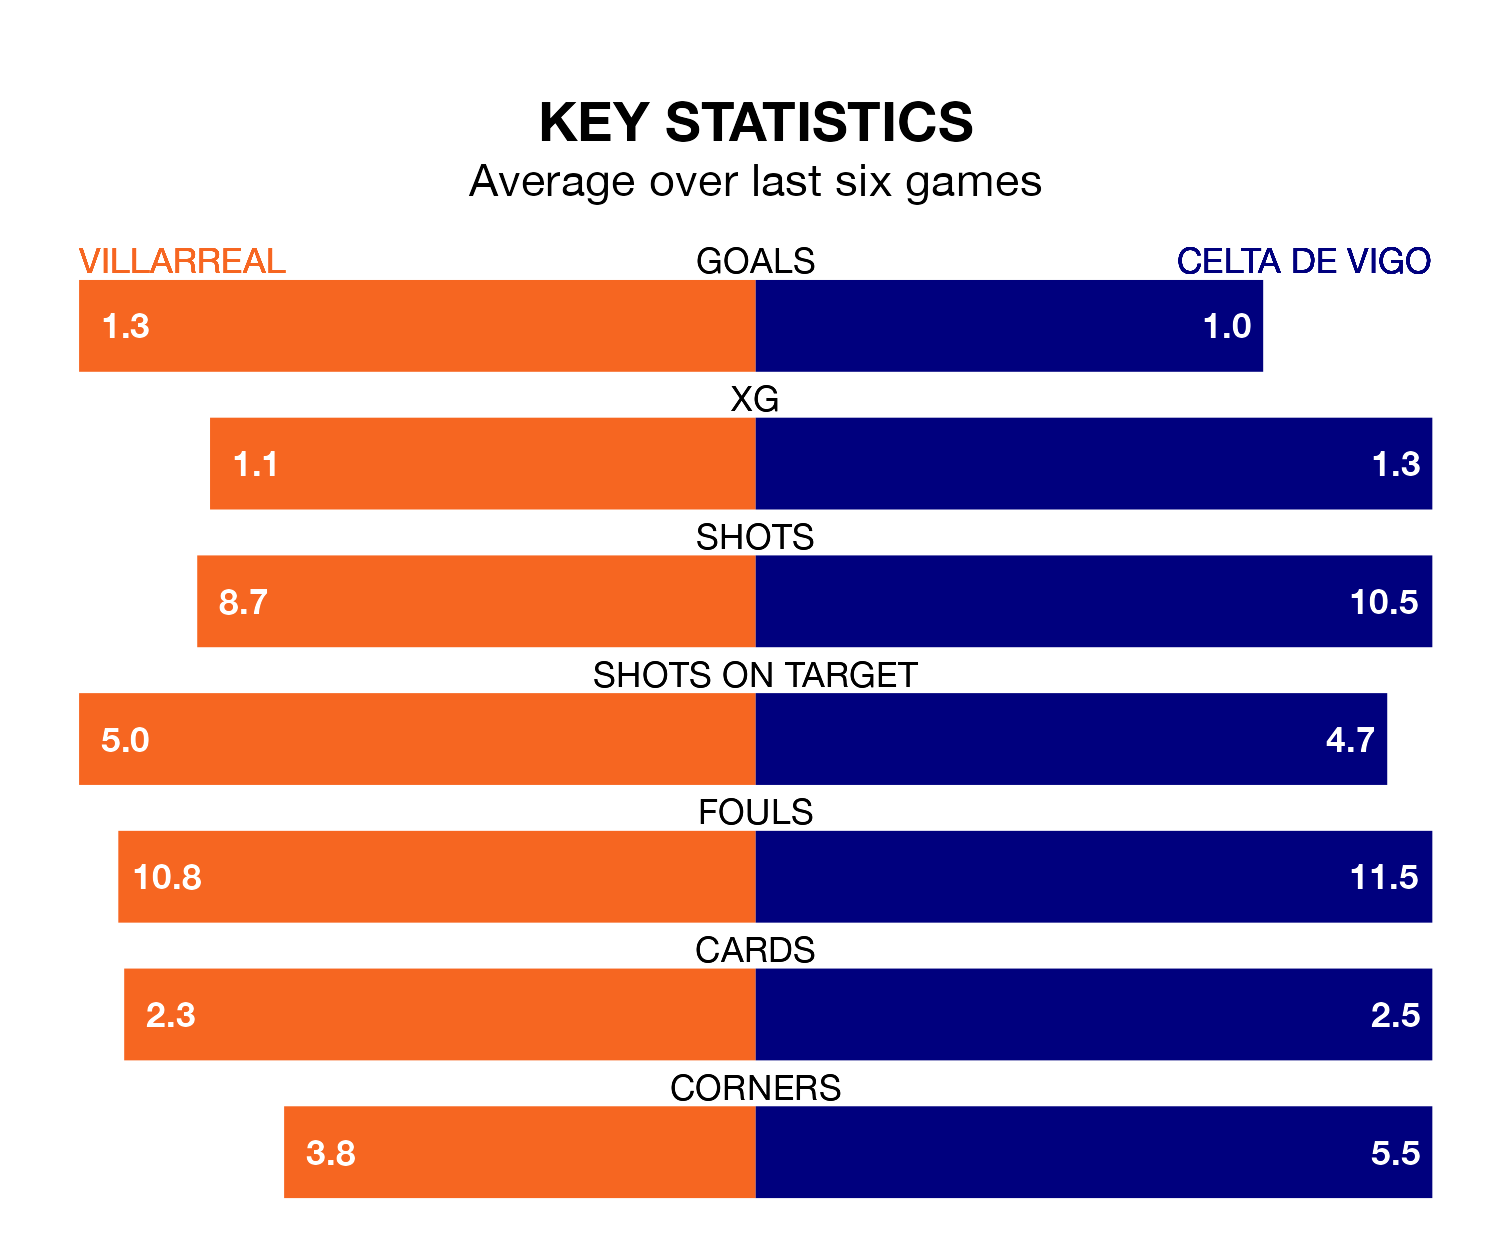 KEY STATISTICS
Average over last six games
VILLARREAL GOALS CELTA DE VIGO
1.3 1.0
XG
1.1 1.3
SHOTS
8.7 10.5
SHOTS ON TARGET
5.0 4.7
FOULS
10.8 11.5
CARDS
2.3 2.5
CORNERS
3.8 5.5